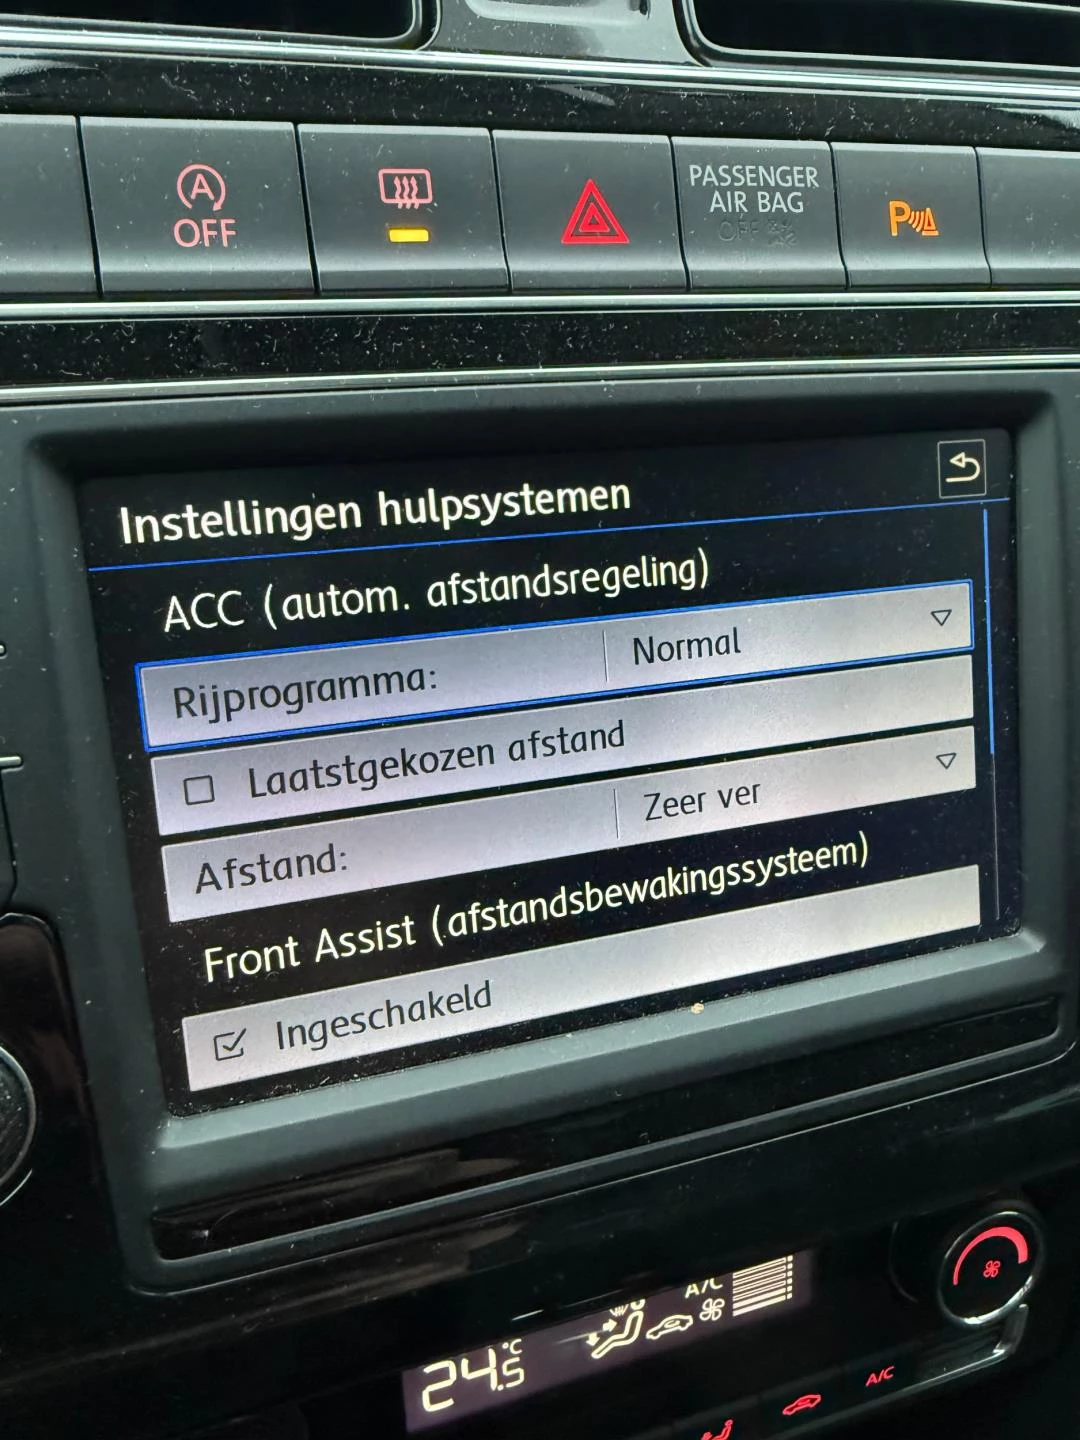 A
OFF
PASSENGER
AIR BAG
OFF
P
Instellingen hulpsystemen
ACC (autom. afstandsregeling)
Rijprogramma: Normal
Laatstgekozen afstand
Afstand: Zeer ver
Front Assist (afstandsbewakingssysteem)
Ingeschakeld
A/C
24.5 °C
A/C